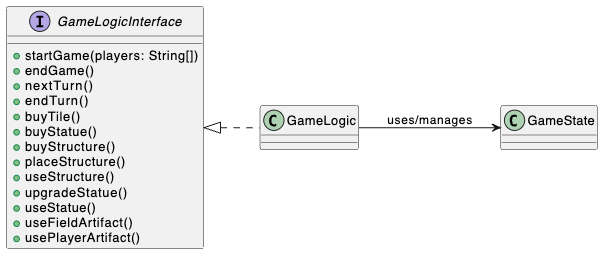 I GameLogicInterface
startGame(players: String[])
endGame()
nextTurn()
endTurn()
buyTile()
buyStatue()
buyStructure()
placeStructure()
useStructure()
upgradeStatue()
useStatue()
useFieldArtifact()
usePlayerArtifact()
C GameLogic
uses/manages
C GameState